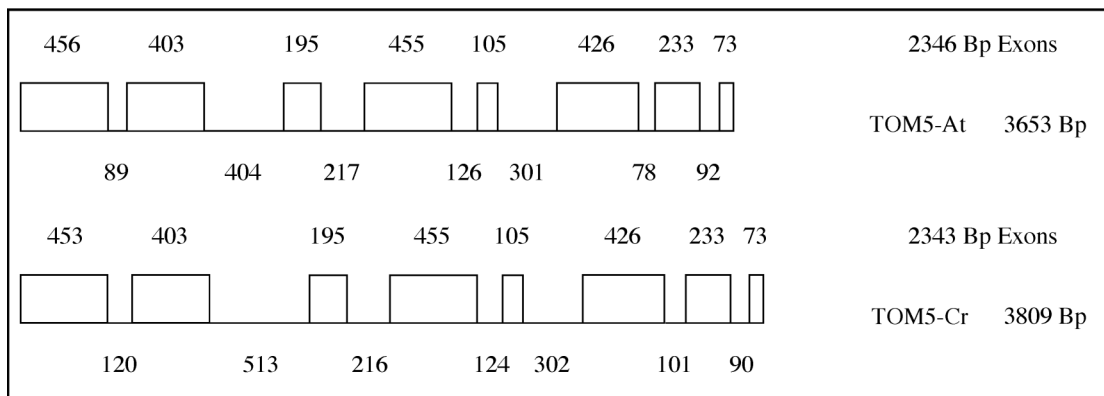 456 403 195 455 105 426 233 73 2346 Bp Exons
TOM5-At 3653 Bp
89 404 217 126 301 78 92
453 403 195 455 105 426 233 73 2343 Bp Exons
TOM5-Cr 3809 Bp
120 513 216 124 302 101 90